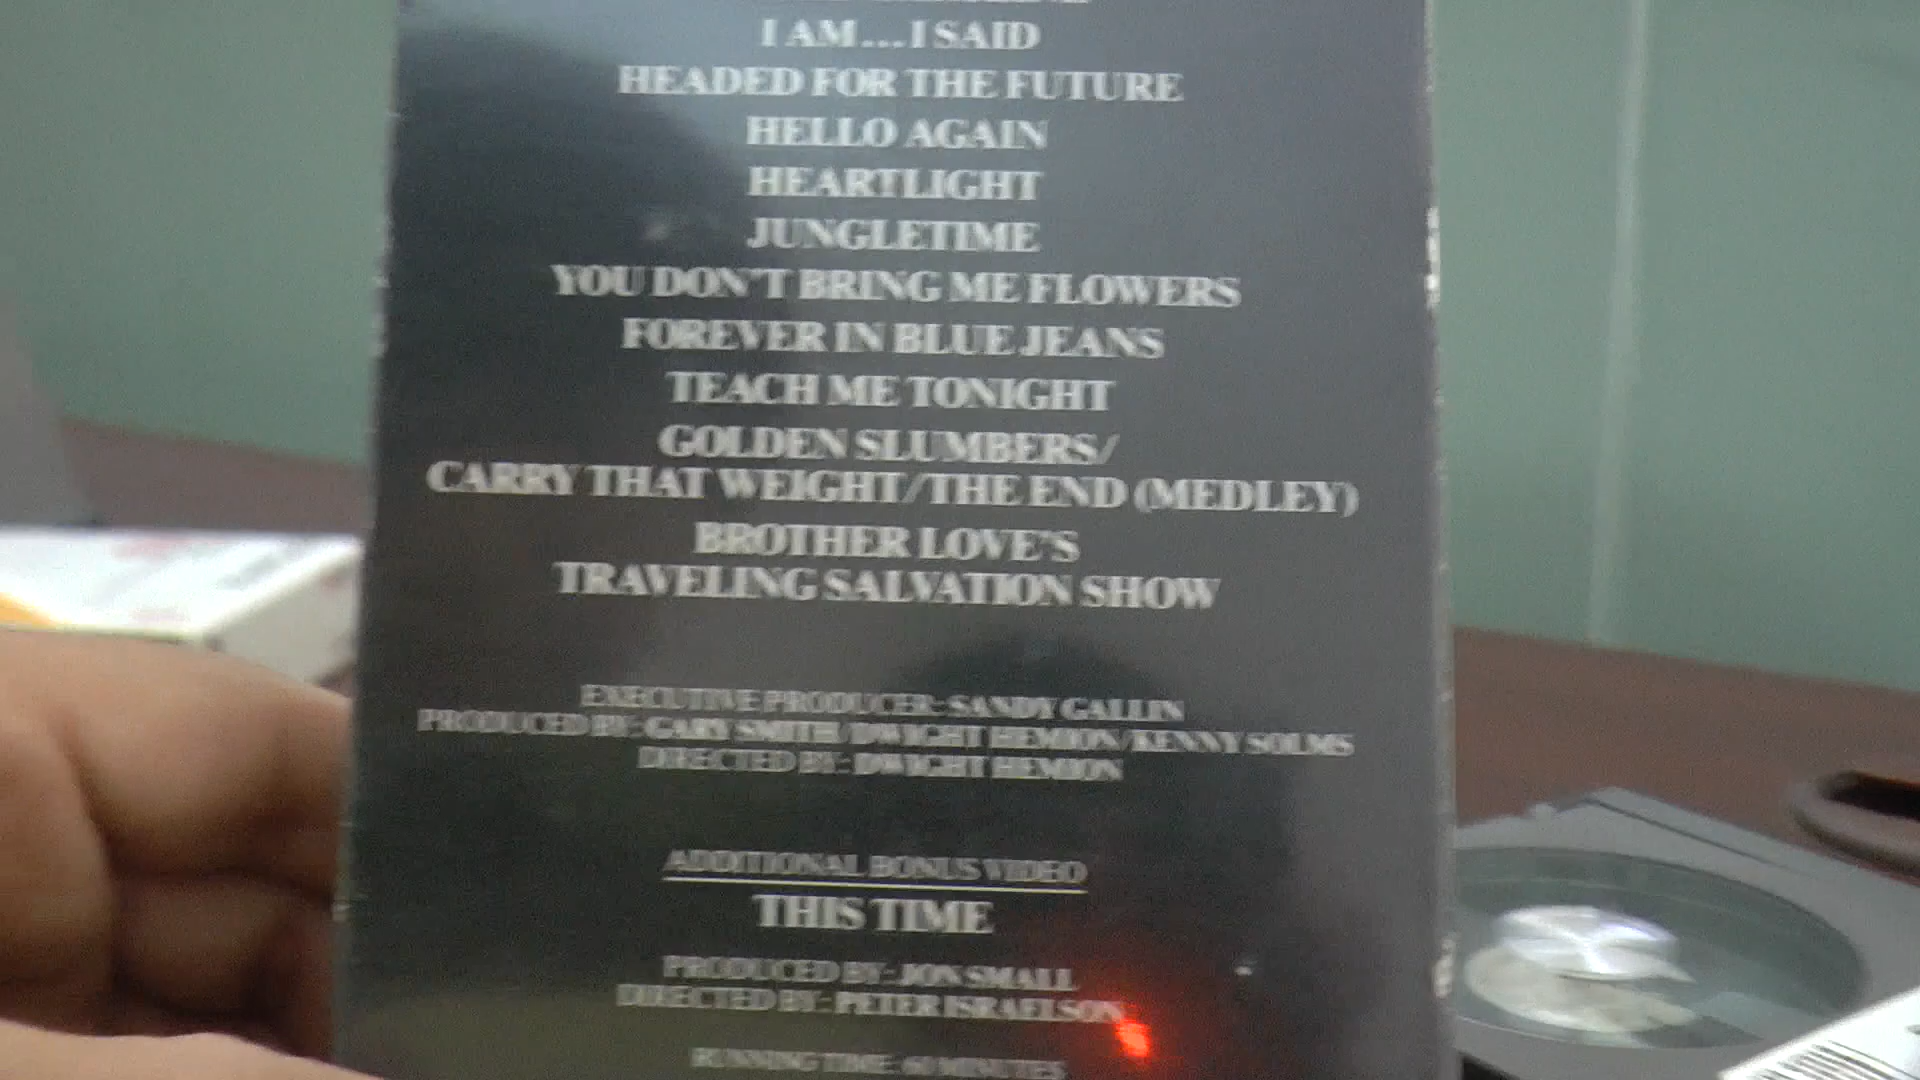 I AM...I SAID
HEADED FOR THE FUTURE
HELLO AGAIN
HEARTLIGHT
JUNGLETIME
YOU DON'T BRING ME FLOWERS
FOREVER IN BLUE JEANS
TEACH ME TONIGHT
GOLDEN SLUMBERS/
CARRY THAT WEIGHT/THE END (MEDLEY)
BROTHER LOVE'S
TRAVELING SALVATION SHOW
EXECUTIVE PRODUCER: SANDY GALLIN
PRODUCED BY: GARY SMITH/DWIGHT HEMION/KENNY SOLMS
DIRECTED BY: DWIGHT HEMION
ADDITIONAL BONUS VIDEO
THIS TIME
PRODUCED BY: JON SMALL
DIRECTED BY: PETER ISRAELSON
RUNNING TIME: 60 MINUTES